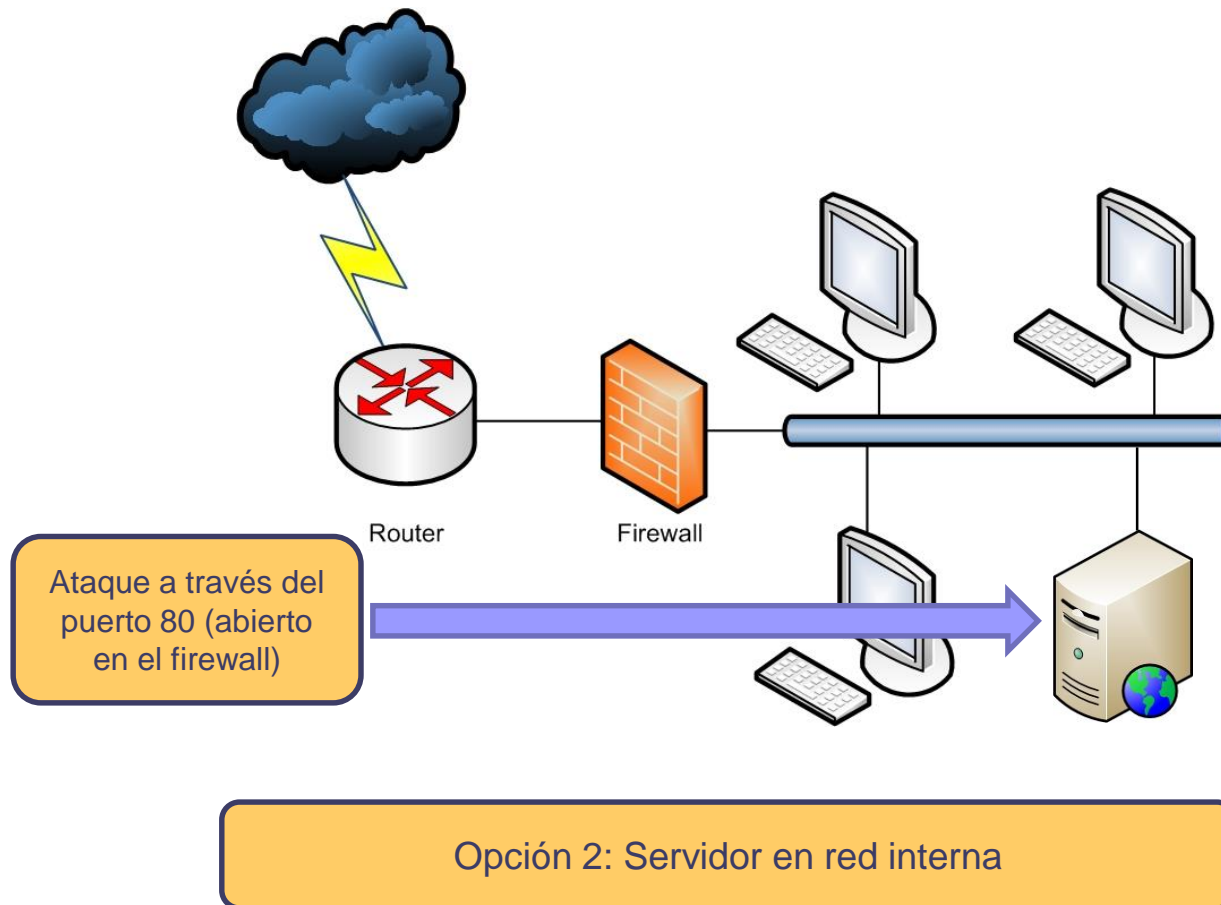 Router
Firewall
Ataque a través del
puerto 80 (abierto
en el firewall)
Opción 2: Servidor en red interna